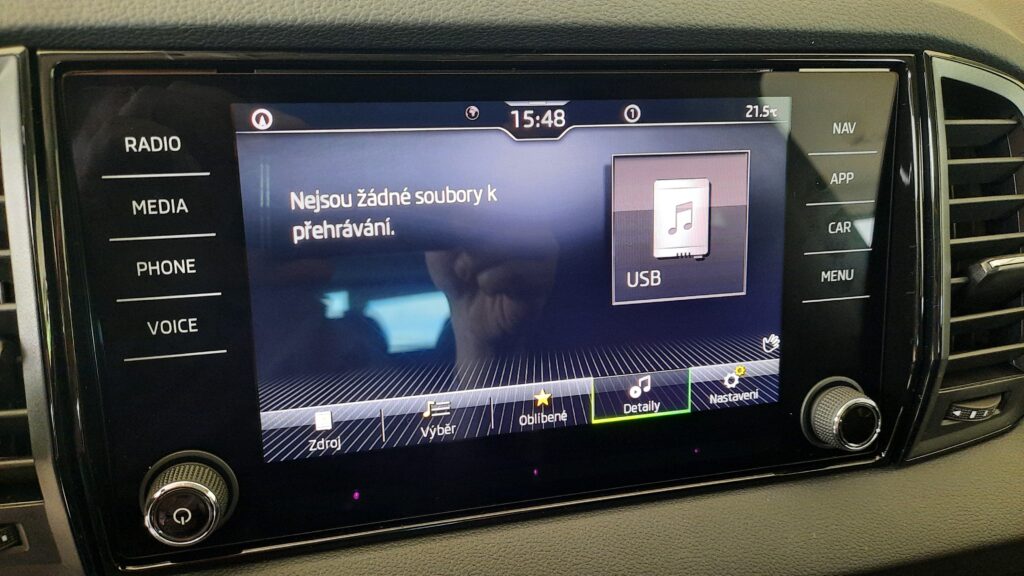 15:48
1
21.5°C
RADIO
MEDIA
PHONE
VOICE
Nejsou žádné soubory k
přehrávání.
USB
NAV
APP
CAR
MENU
Zdroj
Výběr
Oblíbené
Detaily
Nastavení